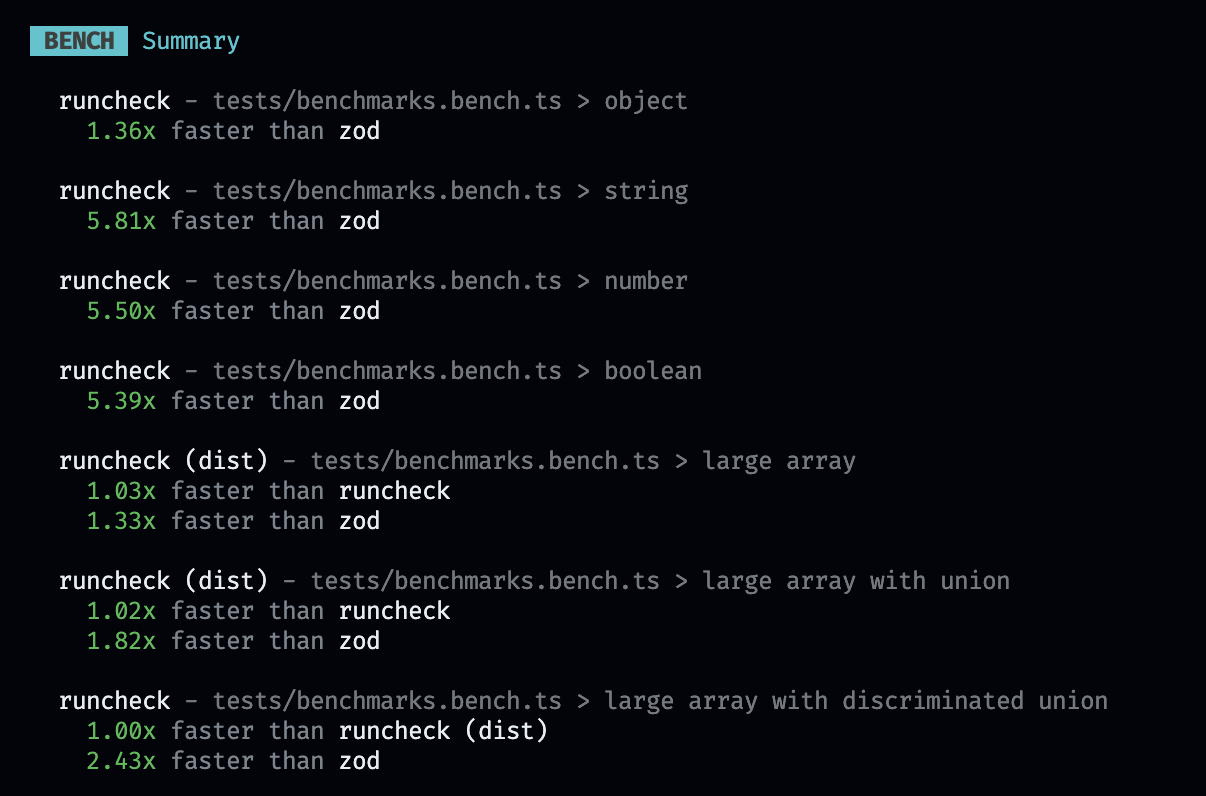 BENCH Summary
runcheck - tests/benchmarks.bench.ts > object
1.36x faster than zod
runcheck - tests/benchmarks.bench.ts > string
5.81x faster than zod
runcheck - tests/benchmarks.bench.ts > number
5.50x faster than zod
runcheck - tests/benchmarks.bench.ts > boolean
5.39x faster than zod
runcheck (dist) - tests/benchmarks.bench.ts > large array
1.03x faster than runcheck
1.33x faster than zod
runcheck (dist) - tests/benchmarks.bench.ts > large array with union
1.02x faster than runcheck
1.82x faster than zod
runcheck - tests/benchmarks.bench.ts > large array with discriminated union
1.00x faster than runcheck (dist)
2.43x faster than zod